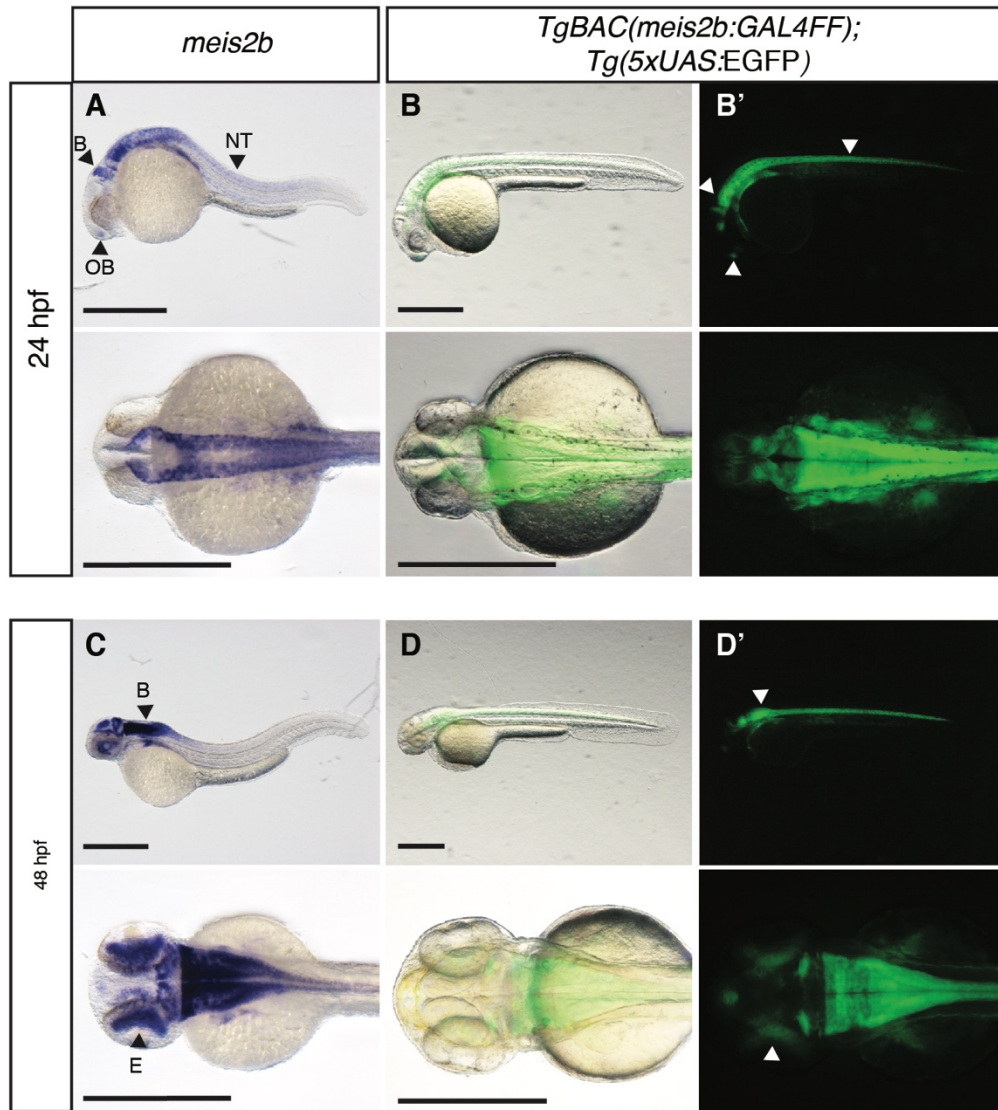 meis2b
TgBAC(meis2b:GAL4FF);
Tg(5xUAS:EGFP)
24 hpf
A
B
NT
OB
B
B'
48 hpf
C
B
E
D
D'